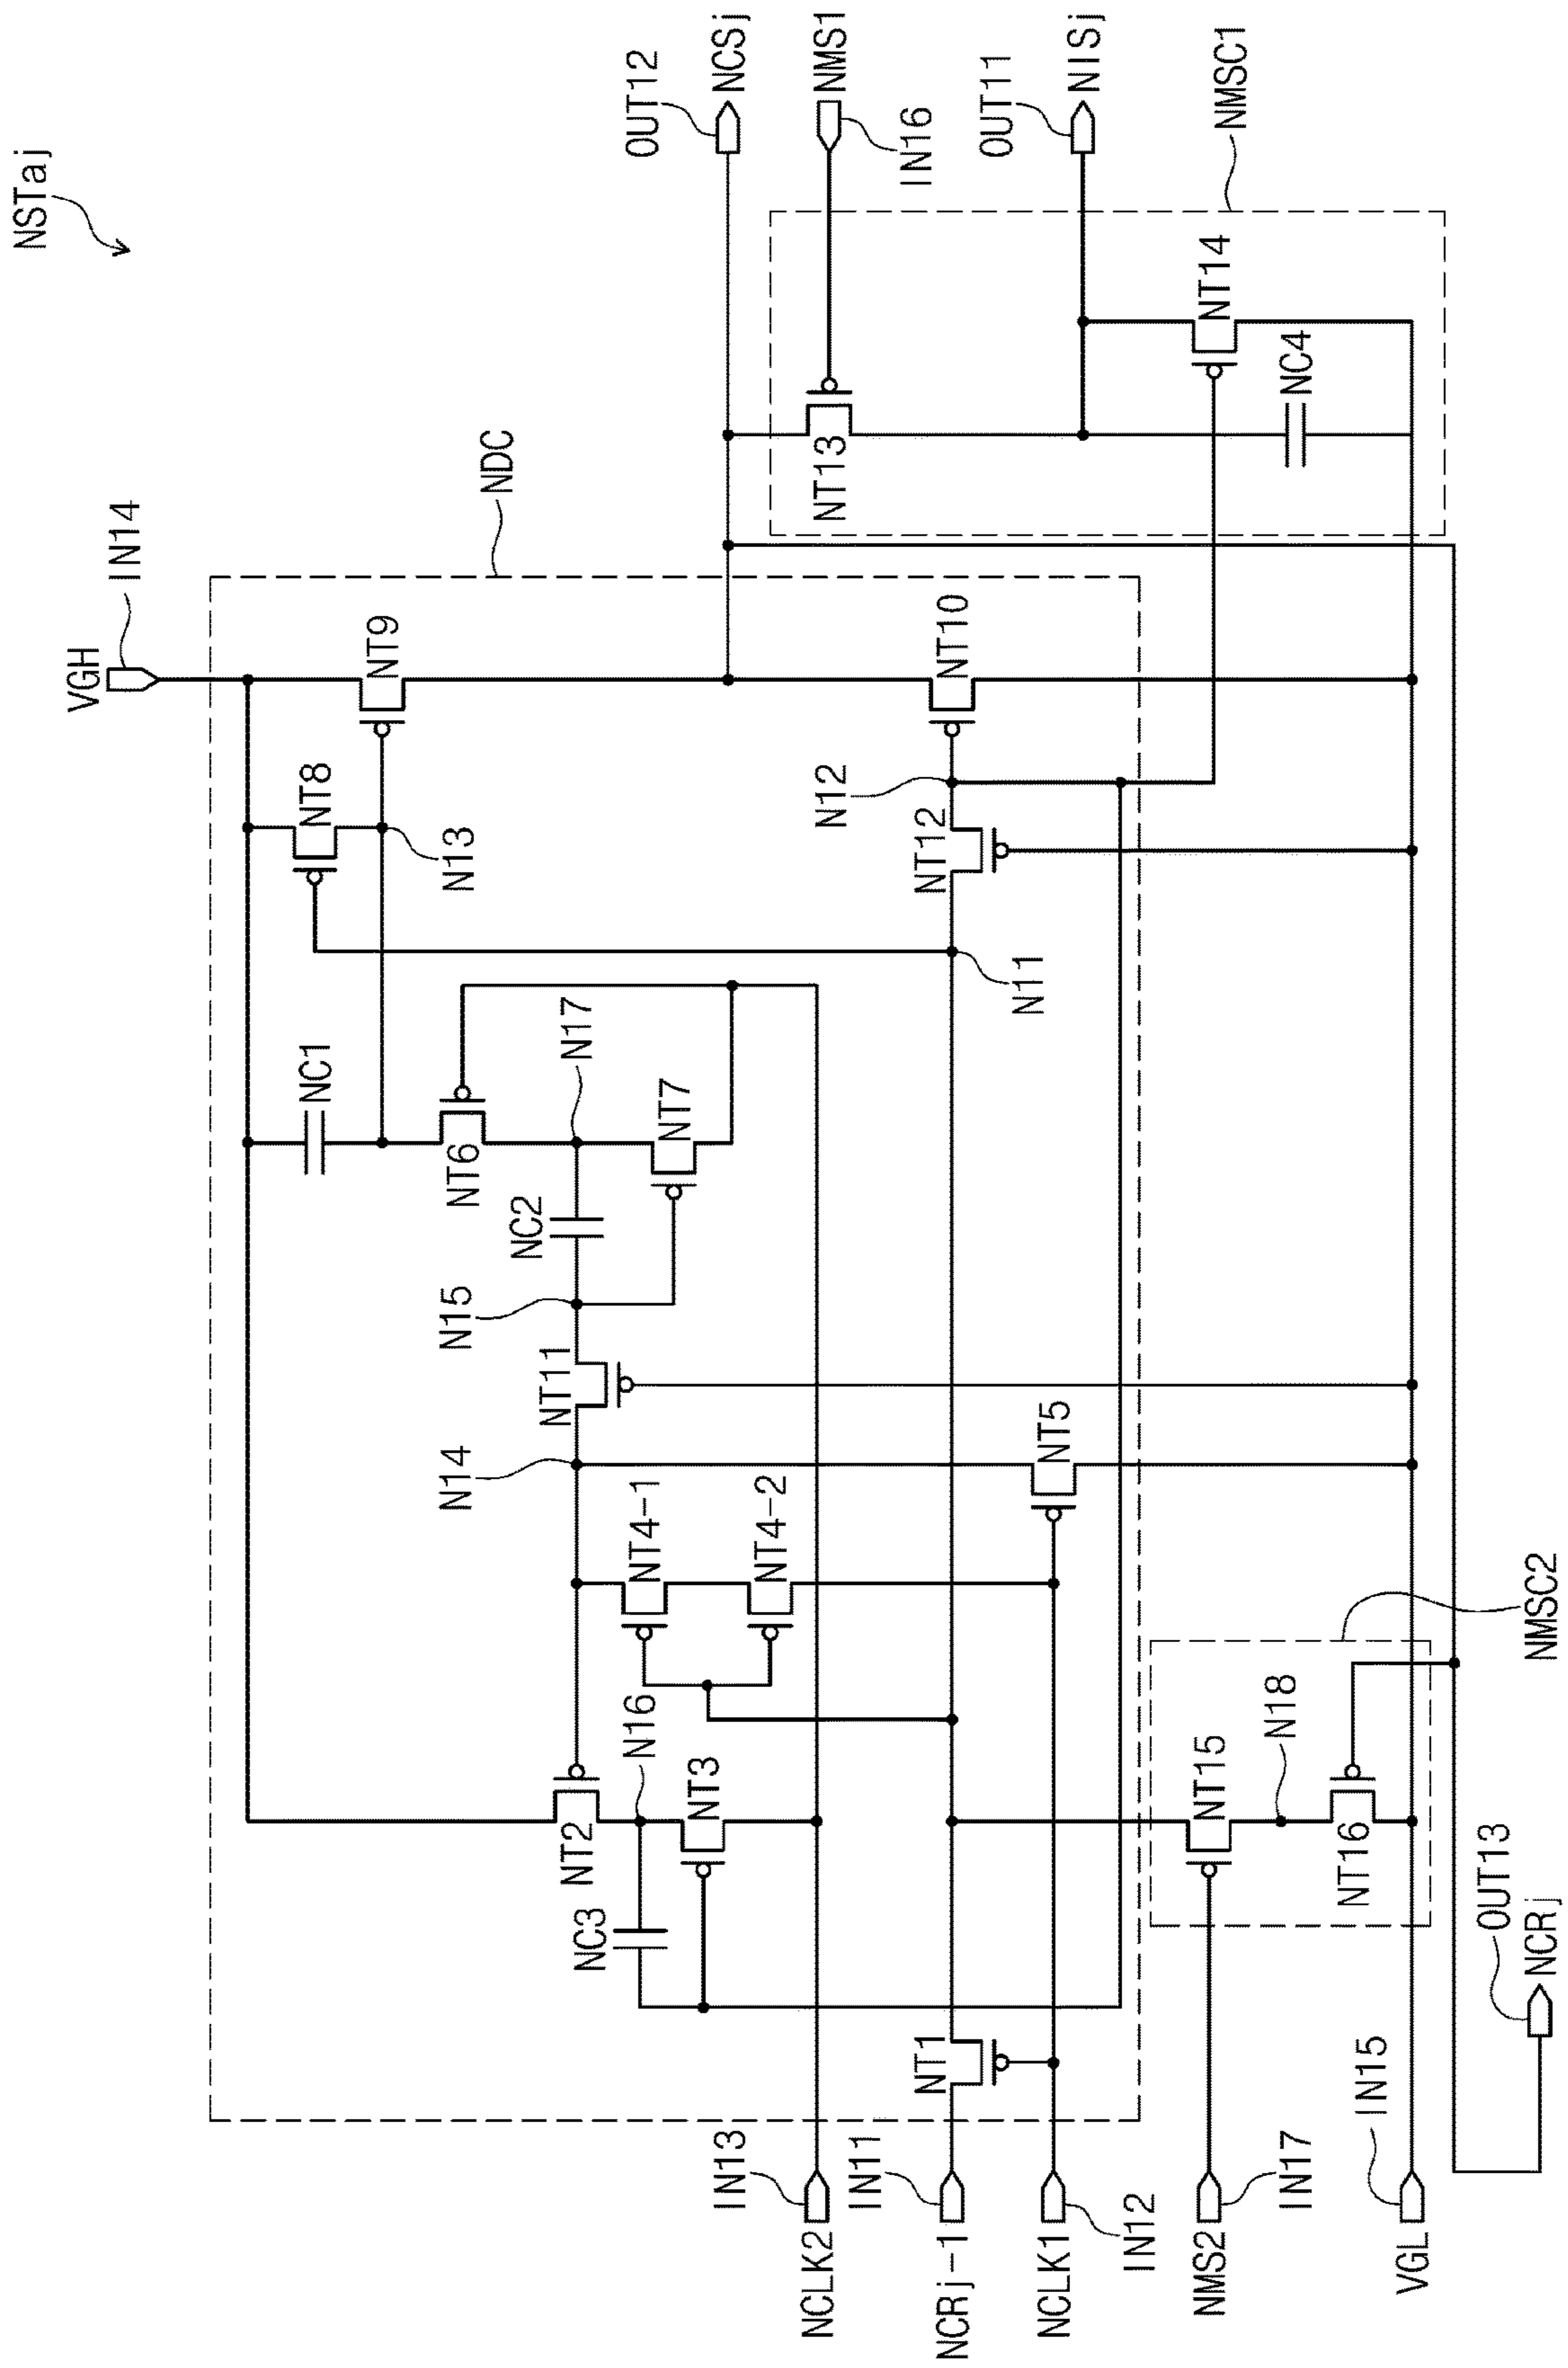 NSTaj
VGH
IN14
NDC
OUT12
NCSj
NMS1
IN16
OUT11
NISj
NMSC1
NC1
NT8
NT9
N13
NT6
N17
NT7
NC2
N15
NT11
N14
NT4-1
NT4-2
NT5
NT2
N16
NT3
NC3
NT1
N11
NT12
N12
NT10
NT13
NT14
NC4
NCLK2
IN13
NCRj-1
IN11
NCLK1
IN12
NMS2
IN17
VGL
IN15
NT15
N18
NT16
NMSC2
OUT13
NCRj